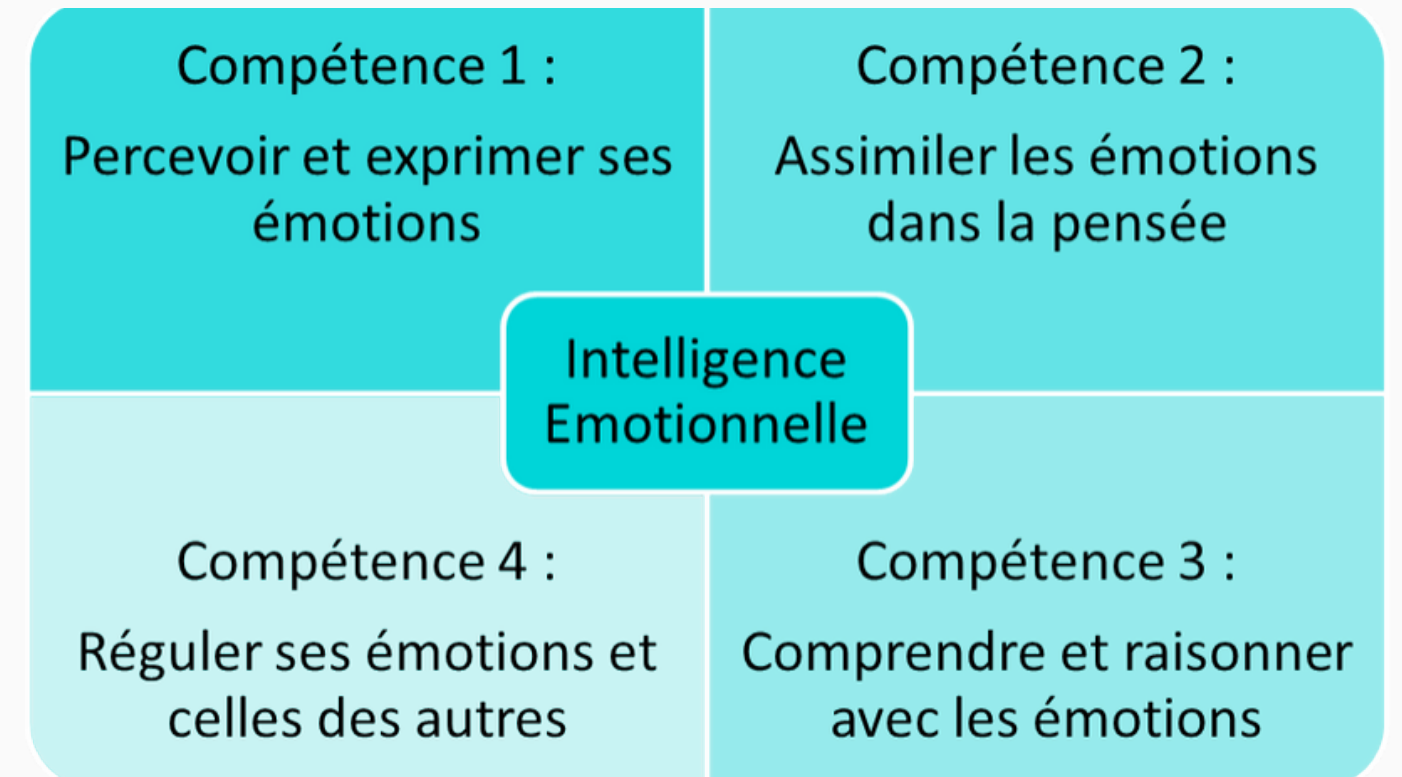 Compétence 1 :
Percevoir et exprimer ses
émotions
Compétence 2 :
Assimiler les émotions
dans la pensée
Intelligence
Emotionnelle
Compétence 4 :
Réguler ses émotions et
celles des autres
Compétence 3 :
Comprendre et raisonner
avec les émotions